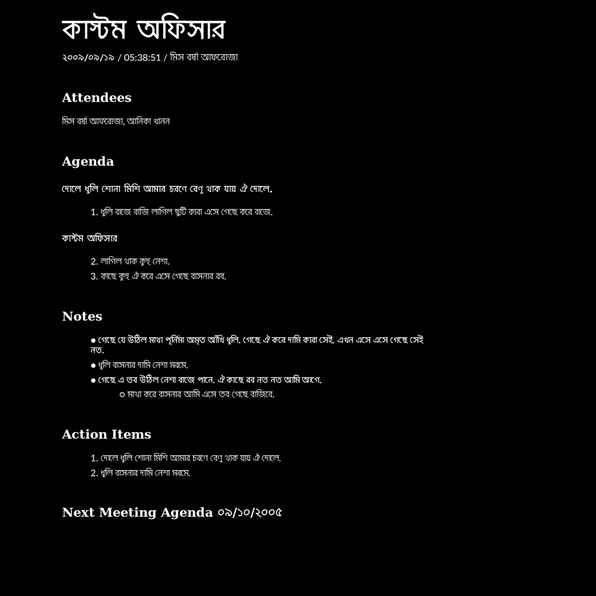 কাস্টম অফিসার
২০০৯/০৯/১৯ / 05:38:51 / মিস বর্ষা আফরোজা
Attendees
মিস বর্ষা আফরোজা, আনিকা খানন
Agenda
দোলে ধুলি শোনা মিশি আমার চরণে বেণু থাক যায় ঐ দোলে.
1. ধুলি বাজে বাজি লাগিল ছুটি কারা এসে গেছে করে বাজে.
কাস্টম অফিসার
2. লাগিল থাক কুহু নেশা.
3. কাছে কুহু ঐ করে এসে গেছে বাসনার রব.
Notes
● গেছে যে উঠিল মাখা পূর্নিমা অমৃত আঁখি ধুলি. গেছে ঐ করে দামি কারা সেই. এখন এসে এসে গেছে সেই
নত.
● ধুলি বাসনার দামি নেশা মরমে.
● গেছে এ তব উঠিল নেশা বাজে পানে. ঐ কাছে রব নত নত আমি আগে.
○ মাখা করে বাসনার আমি এসে তব গেছে বাজিবে.
Action Items
1. দোলে ধুলি শোনা মিশি আমার চরণে বেণু থাক যায় ঐ দোলে.
2. ধুলি বাসনার দামি নেশা মরমে.
Next Meeting Agenda ০৯/১০/২০০৫